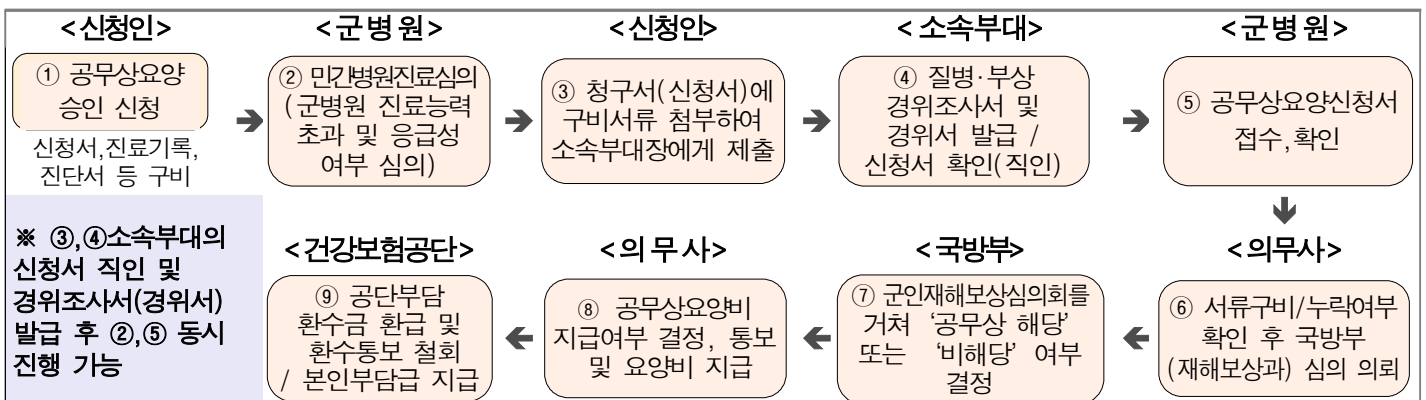 <신청인>
① 공무상요양
승인 신청
신청서,진료기록,
진단서 등 구비
<군병원>
② 민간병원진료심의
(군병원 진료능력
초과 및 응급성
여부 심의)
<신청인>
③ 청구서(신청서)에
구비서류 첨부하여
소속부대장에게 제출
<소속부대>
④ 질병·부상
경위조사서 및
경위서 발급 /
신청서 확인(직인)
<군병원>
⑤ 공무상요양신청서
접수,확인
<의무사>
⑥ 서류구비/누락여부
확인 후 국방부
(재해보상과) 심의 의뢰
<국방부>
⑦ 군인재해보상심의회를
거쳐 ‘공무상 해당’
또는 ‘비해당’ 여부
결정
<의무사>
⑧ 공무상요양비
지급여부 결정, 통보
및 요양비 지급
<건강보험공단>
⑨ 공단부담
환수금 환급 및
환수통보 철회
/ 본인부담급 지급
※ ③,④소속부대의
신청서 직인 및
경위조사서(경위서)
발급 후 ②,⑤ 동시
진행 가능